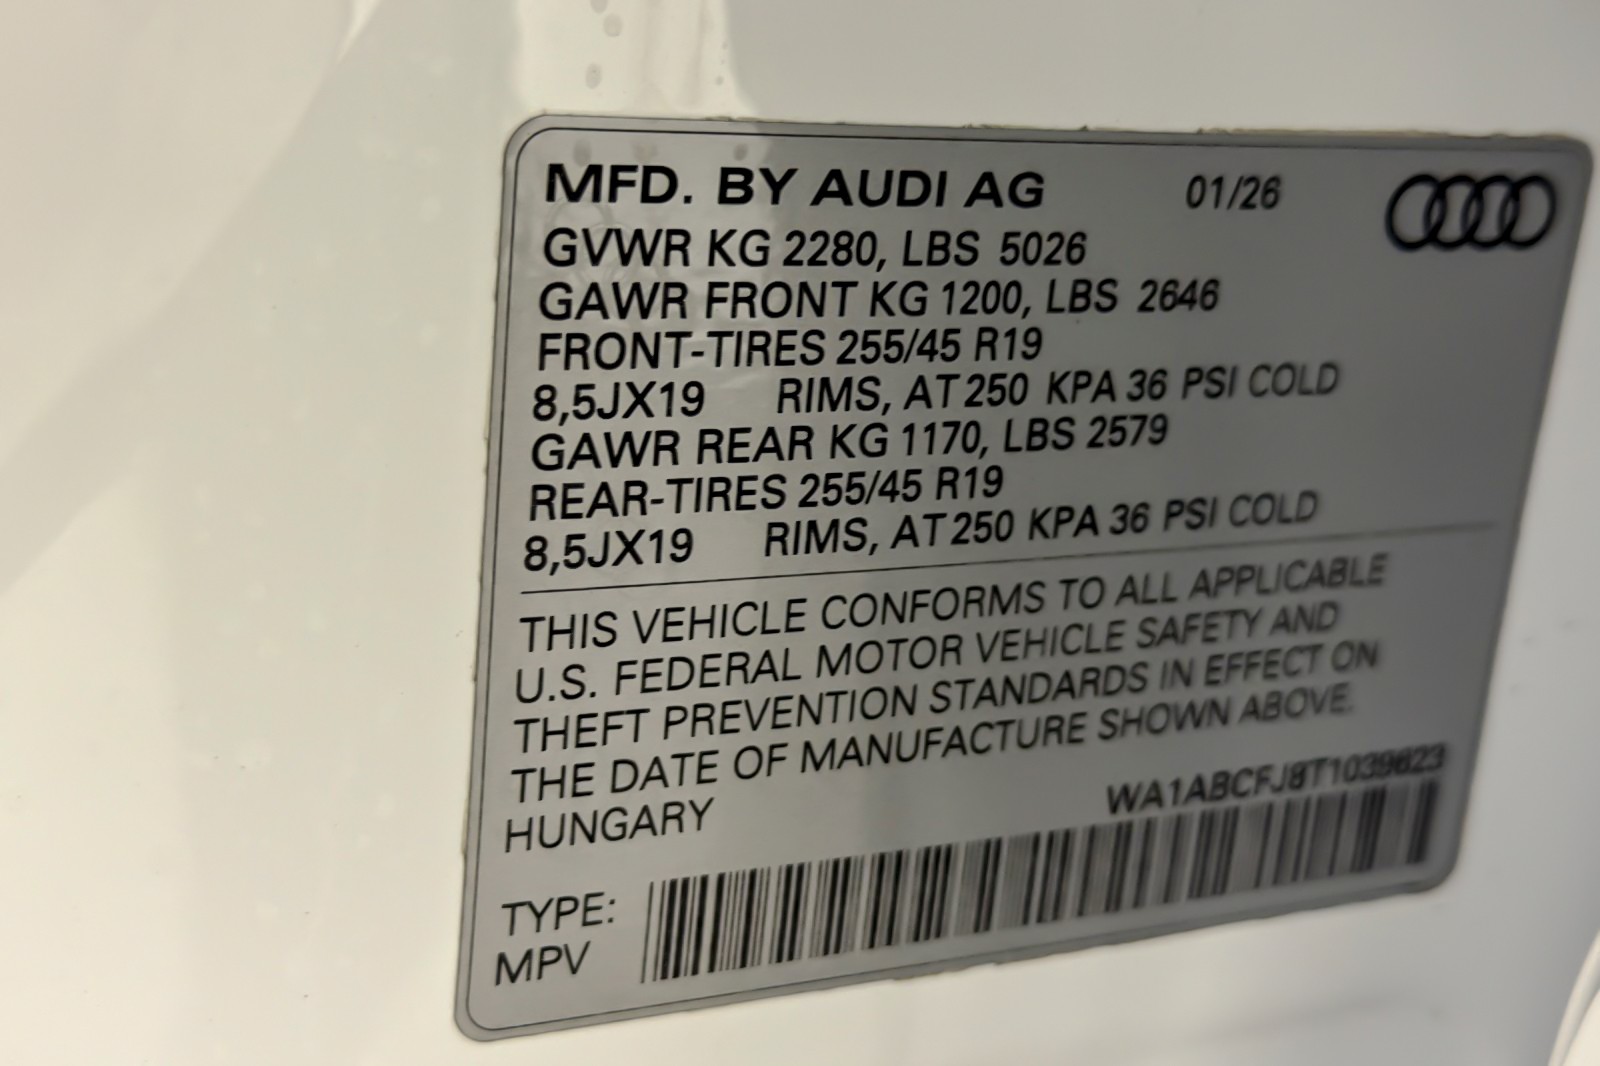 MFD. BY AUDI AG 01/26
GVWR KG 2280, LBS 5026
GAWR FRONT KG 1200, LBS 2646
FRONT-TIRES 255/45 R19
8,5JX19 RIMS, AT 250 KPA 36 PSI COLD
GAWR REAR KG 1170, LBS 2579
REAR-TIRES 255/45 R19
8,5JX19 RIMS, AT 250 KPA 36 PSI COLD
THIS VEHICLE CONFORMS TO ALL APPLICABLE
U.S. FEDERAL MOTOR VEHICLE SAFETY AND
THEFT PREVENTION STANDARDS IN EFFECT ON
THE DATE OF MANUFACTURE SHOWN ABOVE.
HUNGARY
WA1ABCFJ8T1039623
TYPE:
MPV